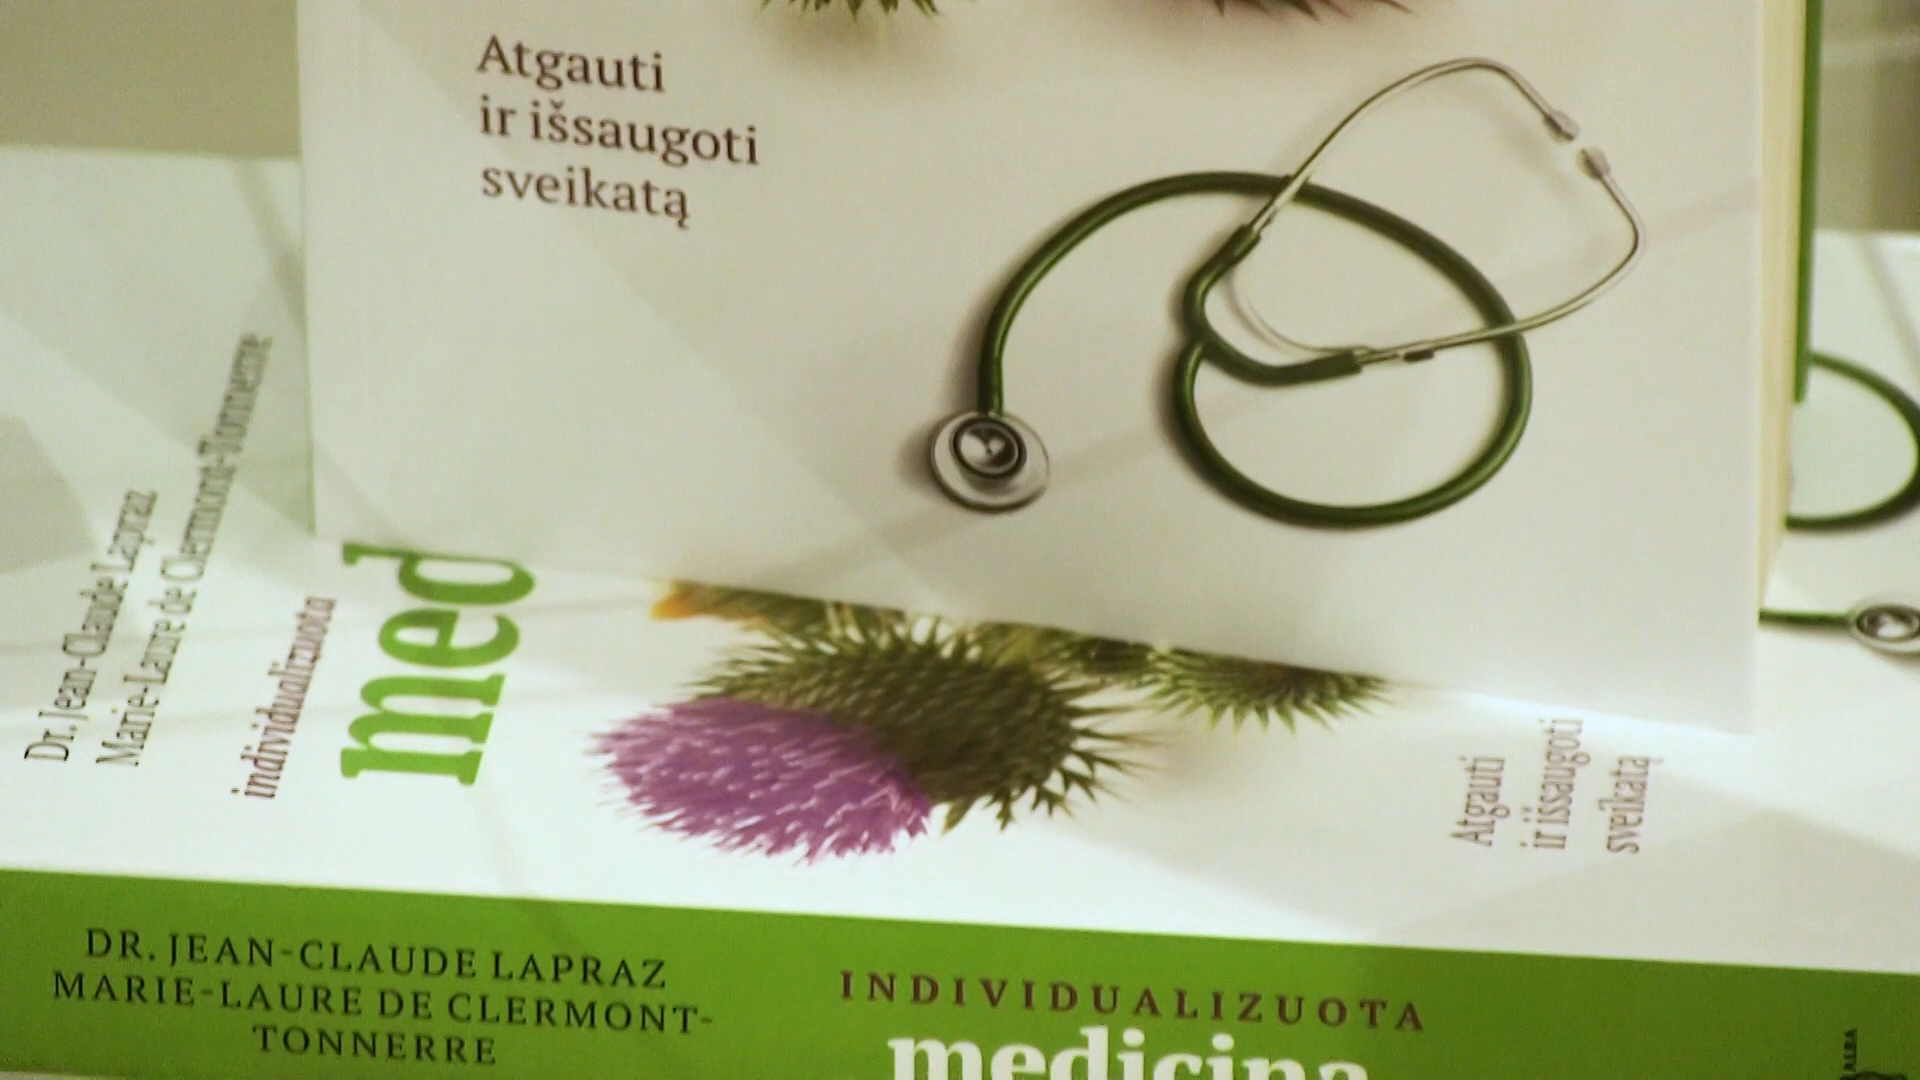 Atgauti
ir išsaugoti
sveikatą
Dr. Jean-Claude Lapraz
Marie-Laure de Clermont-Tonnerre
individualizuota
med
Atgauti
ir išsaugoti
sveikatą
DR. JEAN-CLAUDE LAPRAZ
MARIE-LAURE DE CLERMONT-
TONNERRE
INDIVIDUALIZUOTA
medicina